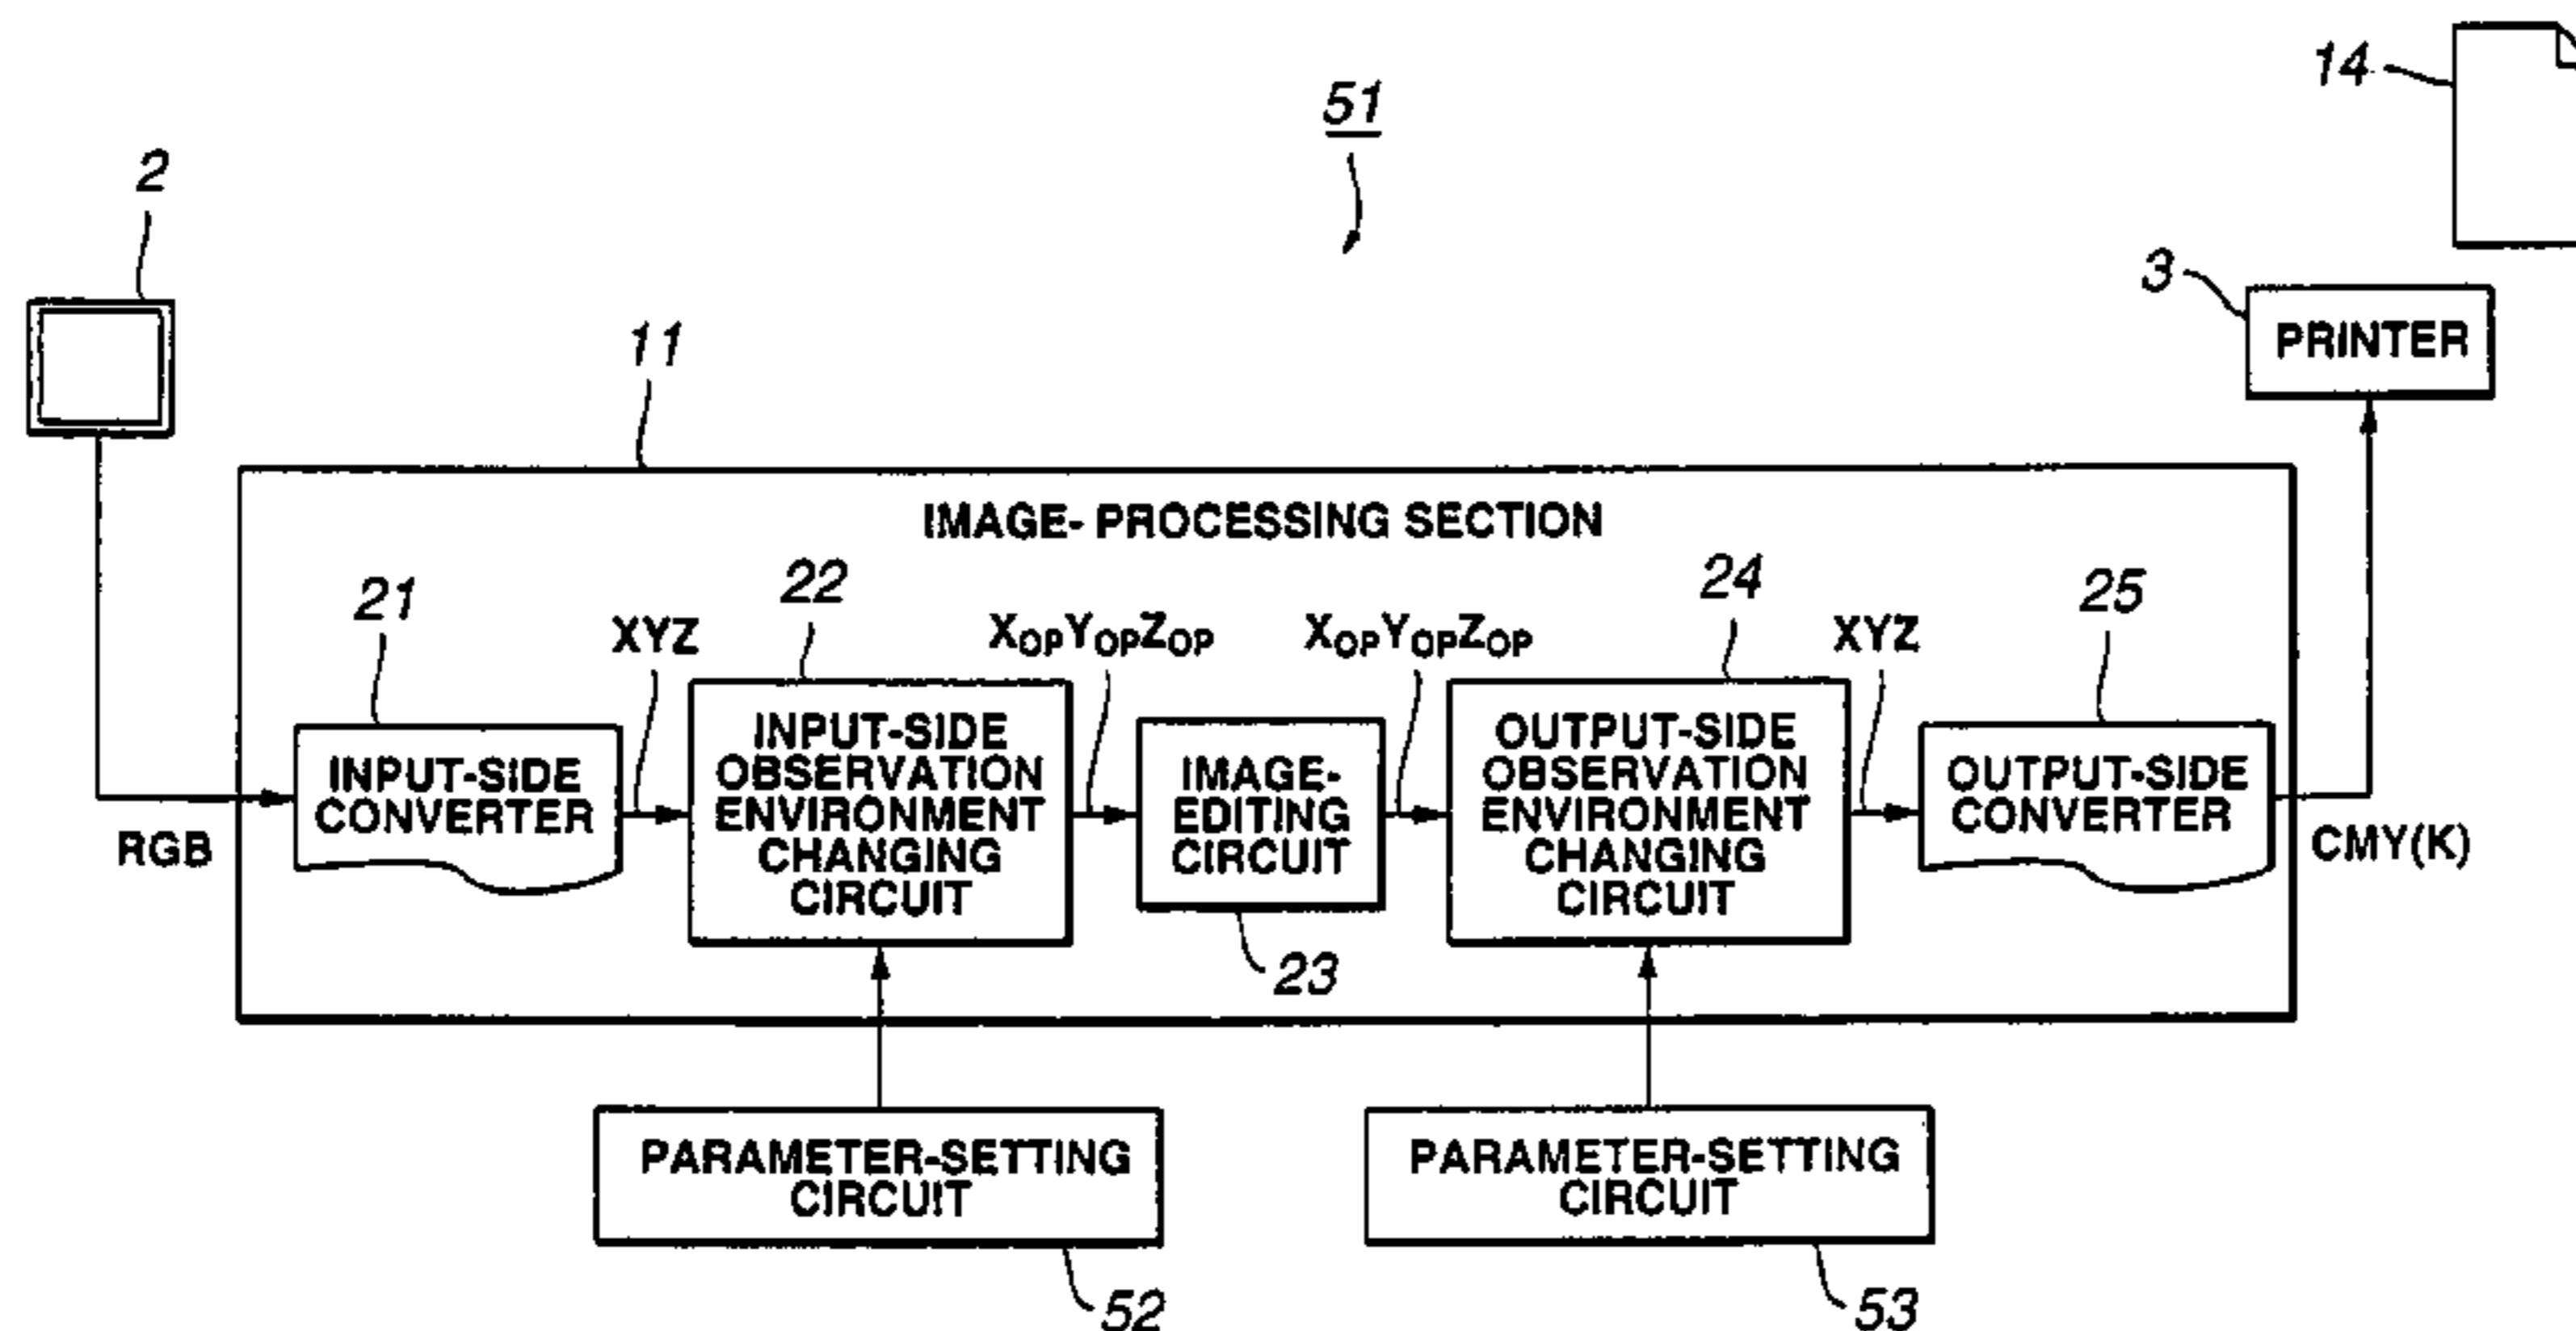 14
51
2
3
PRINTER
11
IMAGE- PROCESSING SECTION
21
XYZ
22
XOPYOPZOP
XOPYOPZOP
24
XYZ
25
RGB
INPUT-SIDE
CONVERTER
INPUT-SIDE
OBSERVATION
ENVIRONMENT
CHANGING
CIRCUIT
IMAGE-
EDITING
CIRCUIT
23
OUTPUT-SIDE
OBSERVATION
ENVIRONMENT
CHANGING
CIRCUIT
OUTPUT-SIDE
CONVERTER
CMY(K)
PARAMETER-SETTING
CIRCUIT
52
PARAMETER-SETTING
CIRCUIT
53